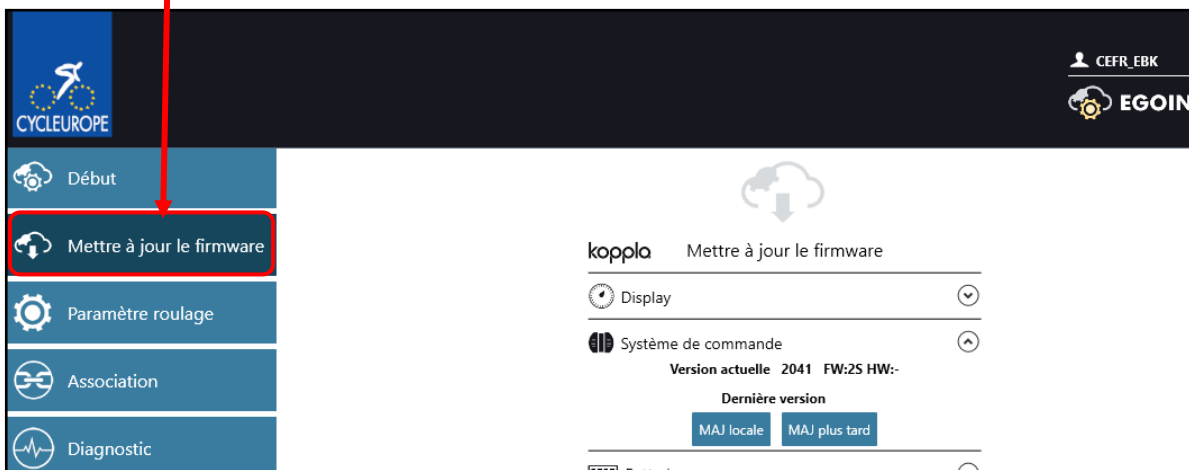 CYCLEUROPE
CEFR_EBK
EGOIN
Début
Mettre à jour le firmware
Paramètre roulage
Association
Diagnostic
koppla Mettre à jour le firmware
Display
Système de commande
Version actuelle 2041 FW:2S HW:-
Dernière version
MAJ locale MAJ plus tard